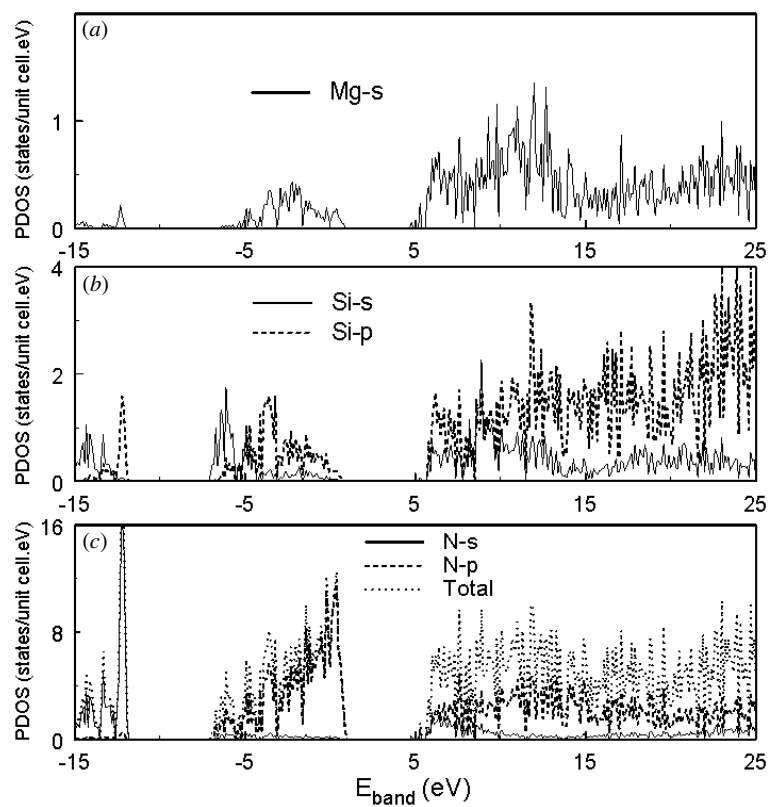 (a)
Mg-s
PDOS (states/unit cell.eV)
1
0
-15 -5 5 15 25
(b)
Si-s
Si-p
PDOS (states/unit cell.eV)
4
2
0
-15 -5 5 15 25
(c)
N-s
N-p
Total
PDOS (states/unit cell.eV)
16
8
0
-15 -5 5 15 25
E_band (eV)